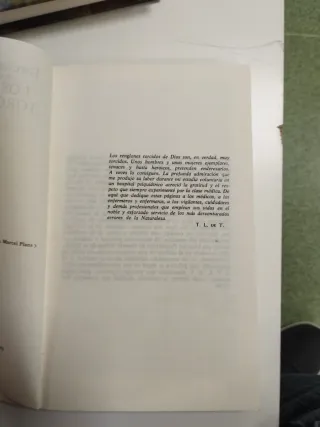 Los renglones torcidos de Dios son, en verdad, muy
torcidos. Unos hombres y unas mujeres ejemplares,
tenaces y hasta heroicos, pretenden enderezarlos.
A veces lo consiguen. La profunda admiración que
me produjo su labor durante mi estadía voluntaria en
un hospital psiquiátrico acreció la gratitud y el res-
peto que siempre experimenté por la clase médica. De
aquí que dedique estas páginas a los médicos, a los
enfermeros y enfermeras, a los vigilantes, cuidadores
y demás profesionales que emplean sus vidas en el
noble y esforzado servicio de los más desventurados
errores de la Naturaleza.
T. L. DE T.